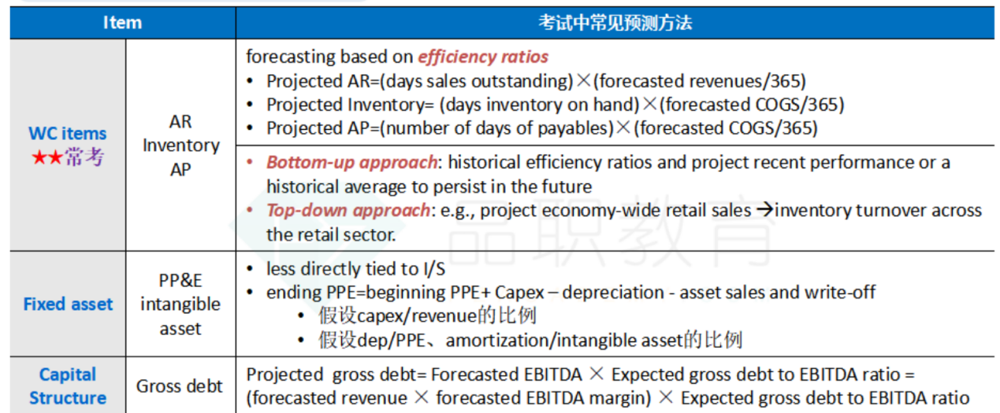 Item
考试中常见预测方法
WC items
★★常考
AR
Inventory
AP
forecasting based on efficiency ratios
• Projected AR=(days sales outstanding)×(forecasted revenues/365)
• Projected Inventory= (days inventory on hand)×(forecasted COGS/365)
• Projected AP=(number of days of payables)×(forecasted COGS/365)
• Bottom-up approach: historical efficiency ratios and project recent performance or a
historical average to persist in the future
• Top-down approach: e.g., project economy-wide retail sales →inventory turnover across
the retail sector.
品职教育
Fixed asset
PP&E
intangible
asset
• less directly tied to I/S
• ending PPE=beginning PPE+ Capex – depreciation - asset sales and write-off
• 假设capex/revenue的比例
• 假设dep/PPE、amortization/intangible asset的比例
Capital
Structure
Gross debt
Projected gross debt= Forecasted EBITDA × Expected gross debt to EBITDA ratio =
(forecasted revenue × forecasted EBITDA margin) × Expected gross debt to EBITDA ratio